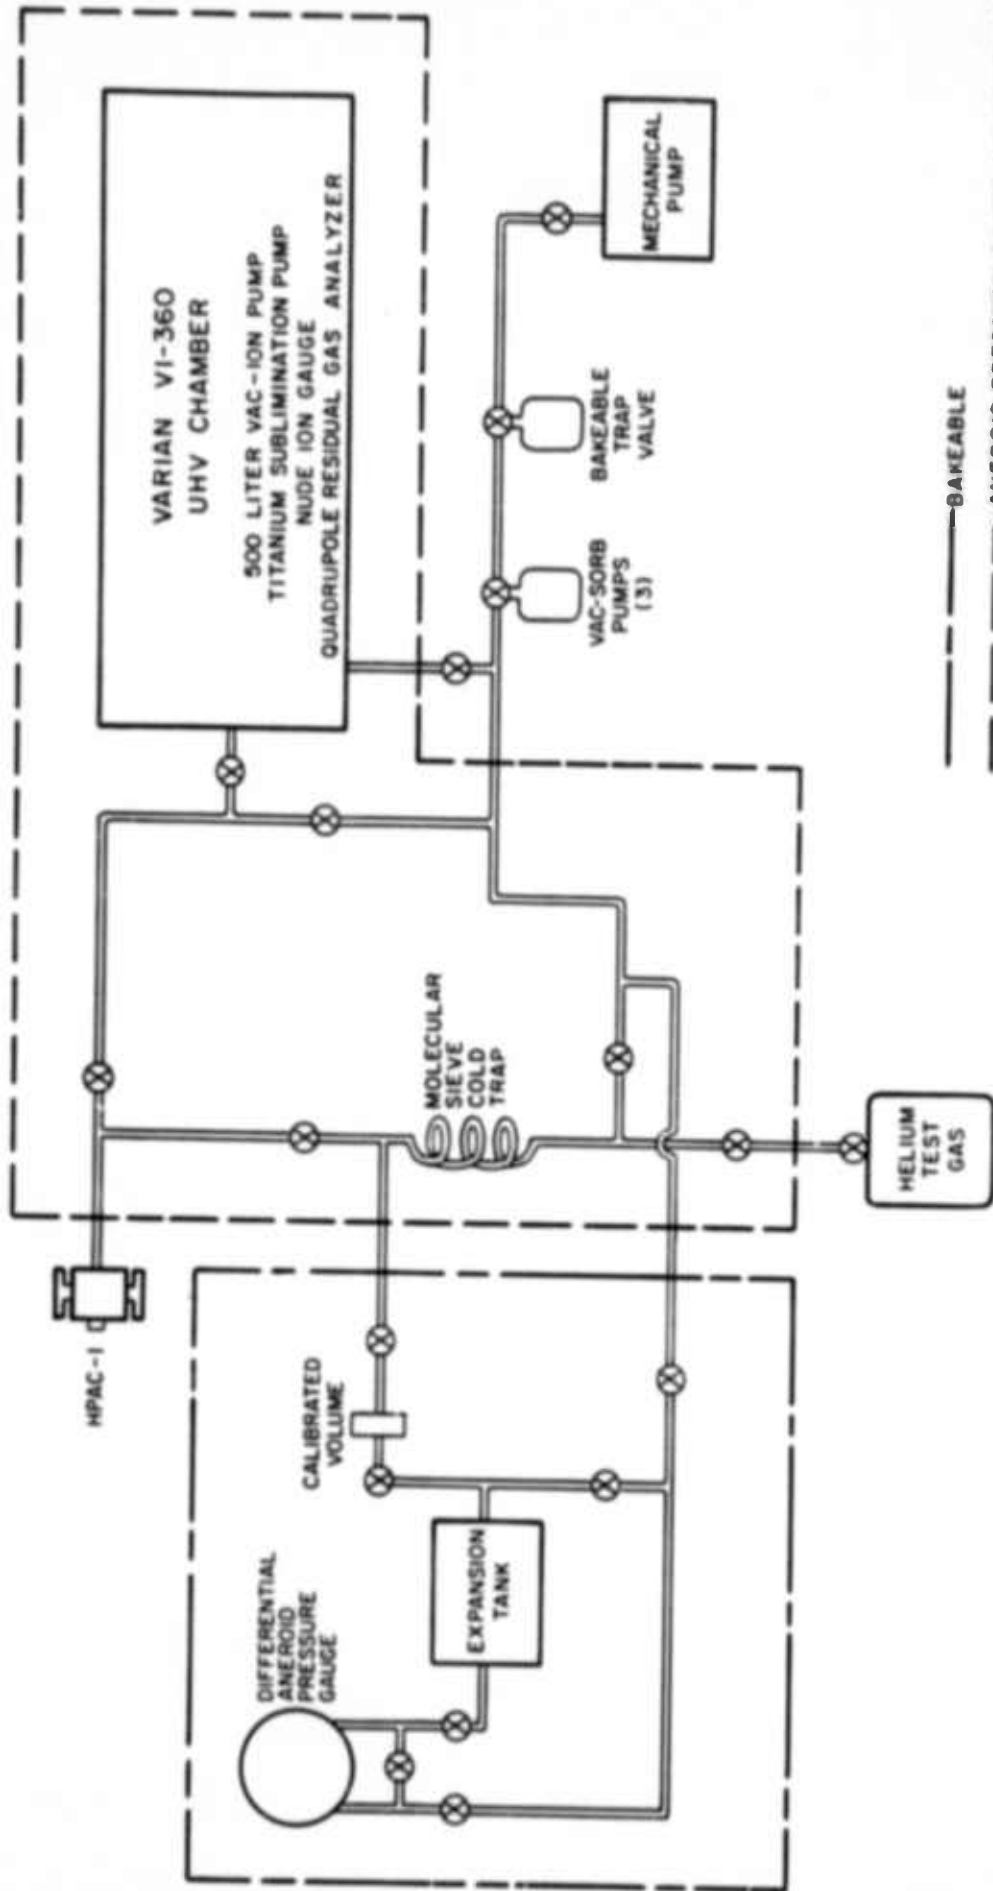 VARIAN VI-360
UHV CHAMBER
500 LITER VAC-ION PUMP
TITANIUM SUBLIMINATION PUMP
NUDE ION GAUGE
QUADRUPOLE RESIDUAL GAS ANALYZER
MECHANICAL
PUMP
BAKEABLE
TRAP
VALVE
VAC-SORB
PUMPS
(3)
MOLECULAR
SIEVE
COLD
TRAP
HELIUM
TEST
GAS
HPAC-1
CALIBRATED
VOLUME
EXPANSION
TANK
DIFFERENTIAL
ANEROID
PRESSURE
GAUGE
BAKEABLE